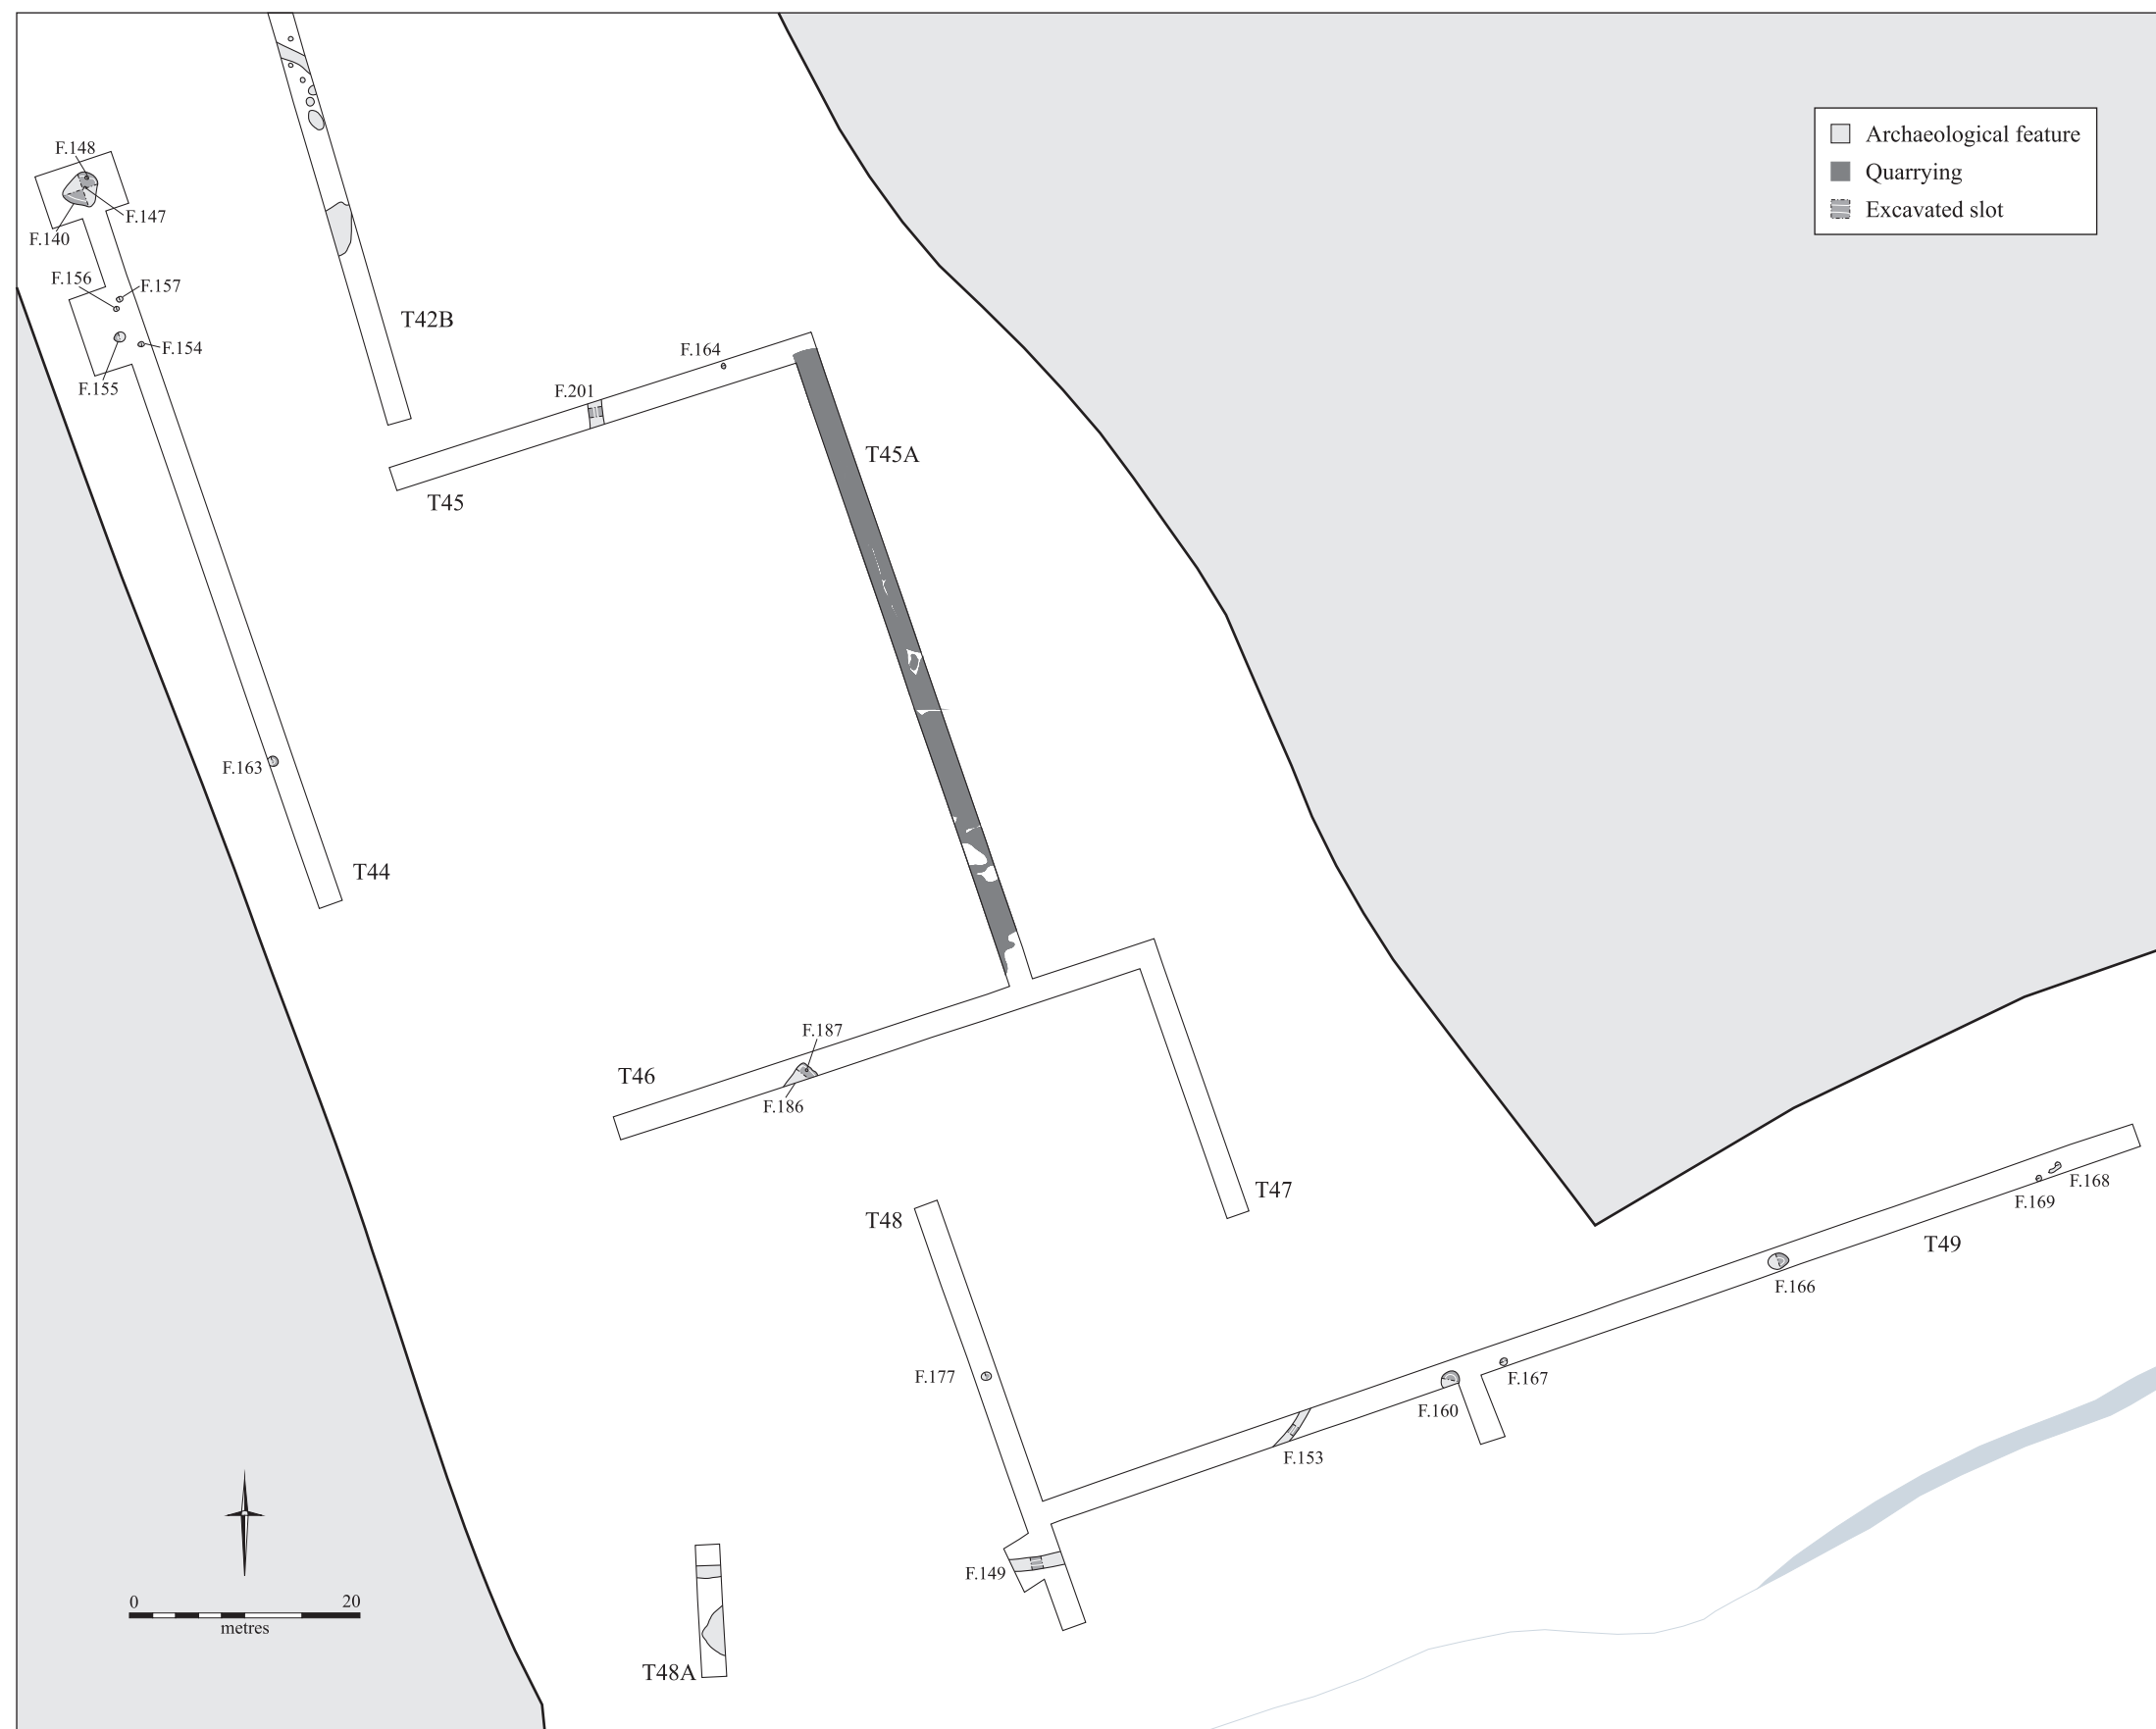 Archaeological feature
Quarrying
Excavated slot
F.148
F.147
F.140
F.156
F.157
F.154
F.155
T42B
F.164
F.201
T45A
T45
F.163
T44
F.187
T46
F.186
T47
T48
F.168
F.169
T49
F.166
F.177
F.167
F.160
F.153
F.149
0 20
metres
T48A